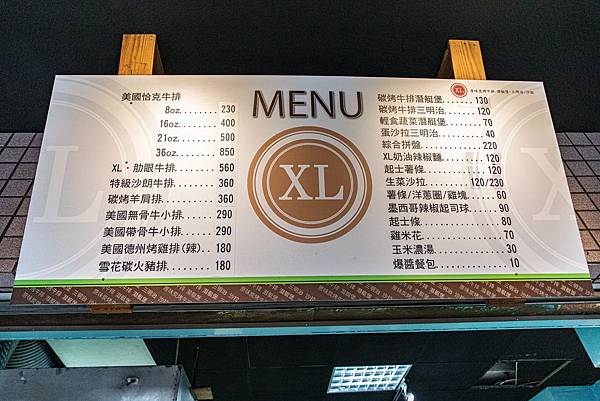 美國恰克牛排
8oz....... 230
16oz....... 400
21oz....... 500
36oz....... 850
XL 肋眼牛排........ 560
特級沙朗牛排....... 360
碳烤羊肩排........ 360
美國無骨牛小排..... 290
美國帶骨牛小排..... 290
美國德州烤雞排(辣).. 180
雪花碳火豬排....... 180
MENU
XL
XL
碳烤牛排潛艇堡...... 130
碳烤牛排三明治...... 120
輕食蔬菜潛艇堡...... 70
蛋沙拉三明治....... 40
綜合拼盤.......... 220
XL奶油辣椒麵....... 120
起士薯條.......... 120
生菜沙拉........ 120/230
薯條/洋蔥圈/雞塊.... 60
墨西哥辣椒起司球..... 90
起士條............ 80
雞米花............ 70
玉米濃湯.......... 30
爆醬餐包.......... 10